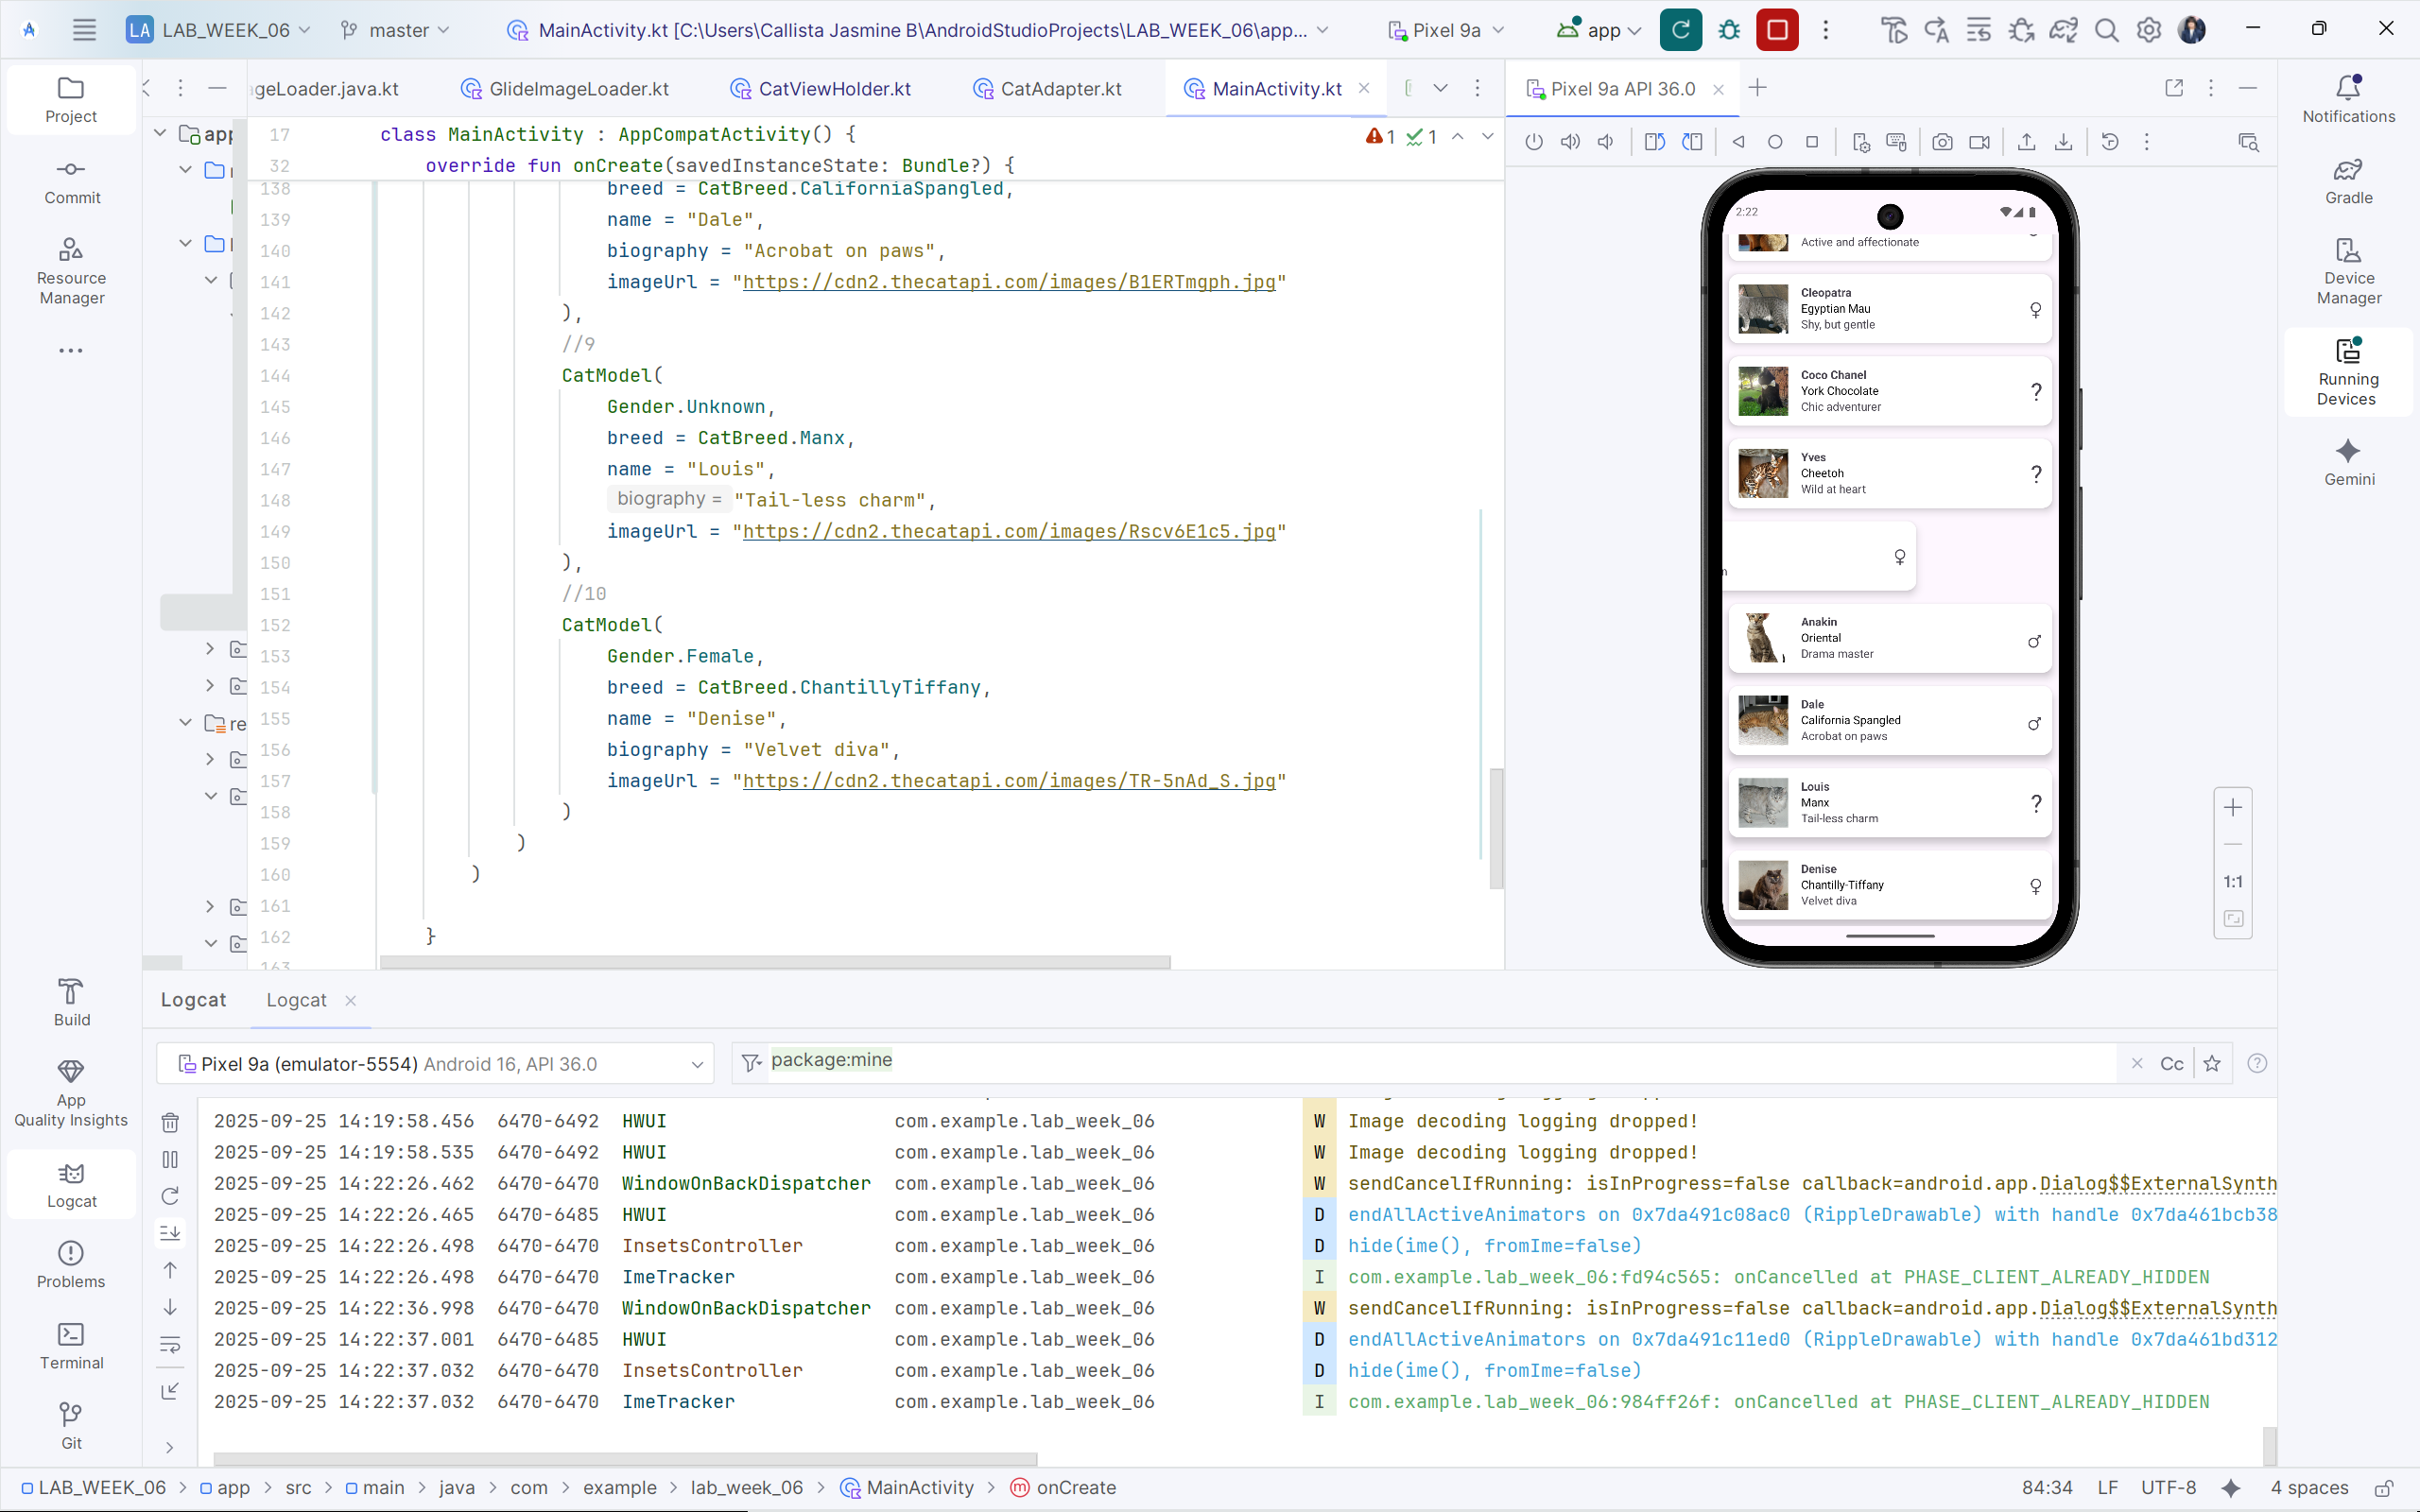 LA LAB_WEEK_06
master
MainActivity.kt [C:\Users\Callista Jasmine B\AndroidStudioProjects\LAB_WEEK_06\app...
Pixel 9a
app
Project
Commit
Resource
Manager
Build
App
Quality Insights
Logcat
Problems
Terminal
Git
app
re
geLoader.java.kt
GlideImageLoader.kt
CatViewHolder.kt
CatAdapter.kt
MainActivity.kt
1 1
17 class MainActivity : AppCompatActivity() {
32 override fun onCreate(savedInstanceState: Bundle?) {
138 breed = CatBreed.CaliforniaSpangled,
139 name = "Dale",
140 biography = "Acrobat on paws",
141 imageUrl = "https://cdn2.thecatapi.com/images/B1ERTmgph.jpg"
142 ),
143 //9
144 CatModel(
145 Gender.Unknown,
146 breed = CatBreed.Manx,
147 name = "Louis",
148 biography = "Tail-less charm",
149 imageUrl = "https://cdn2.thecatapi.com/images/Rscv6E1c5.jpg"
150 ),
151 //10
152 CatModel(
153 Gender.Female,
154 breed = CatBreed.ChantillyTiffany,
155 name = "Denise",
156 biography = "Velvet diva",
157 imageUrl = "https://cdn2.thecatapi.com/images/TR-5nAd_S.jpg"
158 )
159 )
160 )
161
162 }
163
Pixel 9a API 36.0
2:22
Active and affectionate
Cleopatra
Egyptian Mau
Shy, but gentle
♀
Coco Chanel
York Chocolate
Chic adventurer
?
Yves
Cheetoh
Wild at heart
?
♀
Anakin
Oriental
Drama master
♂
Dale
California Spangled
Acrobat on paws
♂
Louis
Manx
Tail-less charm
?
Denise
Chantilly-Tiffany
Velvet diva
♀
1:1
Notifications
Gradle
Device
Manager
Running
Devices
Gemini
Logcat Logcat
Pixel 9a (emulator-5554) Android 16, API 36.0
package:mine
Cc
2025-09-25 14:19:58.456 6470-6492 HWUI com.example.lab_week_06 W Image decoding logging dropped!
2025-09-25 14:19:58.535 6470-6492 HWUI com.example.lab_week_06 W Image decoding logging dropped!
2025-09-25 14:22:26.462 6470-6470 WindowOnBackDispatcher com.example.lab_week_06 W sendCancelIfRunning: isInProgress=false callback=android.app.Dialog$$ExternalSynth
2025-09-25 14:22:26.465 6470-6485 HWUI com.example.lab_week_06 D endAllActiveAnimators on 0x7da491c08ac0 (RippleDrawable) with handle 0x7da461bcb38
2025-09-25 14:22:26.498 6470-6470 InsetsController com.example.lab_week_06 D hide(ime(), fromIme=false)
2025-09-25 14:22:26.498 6470-6470 ImeTracker com.example.lab_week_06 I com.example.lab_week_06:fd94c565: onCancelled at PHASE_CLIENT_ALREADY_HIDDEN
2025-09-25 14:22:36.998 6470-6470 WindowOnBackDispatcher com.example.lab_week_06 W sendCancelIfRunning: isInProgress=false callback=android.app.Dialog$$ExternalSynth
2025-09-25 14:22:37.001 6470-6485 HWUI com.example.lab_week_06 D endAllActiveAnimators on 0x7da491c11ed0 (RippleDrawable) with handle 0x7da461bd312
2025-09-25 14:22:37.032 6470-6470 InsetsController com.example.lab_week_06 D hide(ime(), fromIme=false)
2025-09-25 14:22:37.032 6470-6470 ImeTracker com.example.lab_week_06 I com.example.lab_week_06:984ff26f: onCancelled at PHASE_CLIENT_ALREADY_HIDDEN
LAB_WEEK_06 > app > src > main > java > com > example > lab_week_06 > MainActivity > onCreate
84:34 LF UTF-8 4 spaces